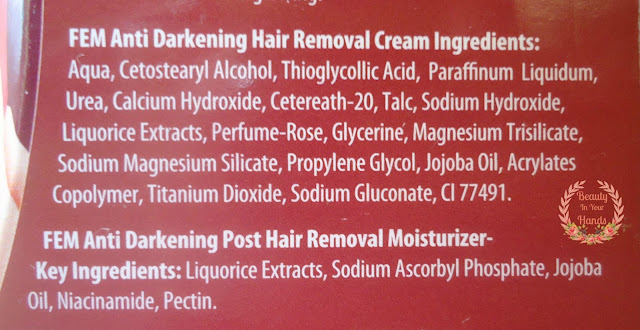 FEM Anti Darkening Hair Removal Cream Ingredients:
Aqua, Cetostearyl Alcohol, Thioglycollic Acid, Paraffinum Liquidum,
Urea, Calcium Hydroxide, Cetereath-20, Talc, Sodium Hydroxide,
Liquorice Extracts, Perfume-Rose, Glycerine, Magnesium Trisilicate,
Sodium Magnesium Silicate, Propylene Glycol, Jojoba Oil, Acrylates
Copolymer, Titanium Dioxide, Sodium Gluconate, CI 77491.
Beauty
In Your
Hands
FEM Anti Darkening Post Hair Removal Moisturizer-
Key Ingredients: Liquorice Extracts, Sodium Ascorbyl Phosphate, Jojoba
Oil, Niacinamide, Pectin.